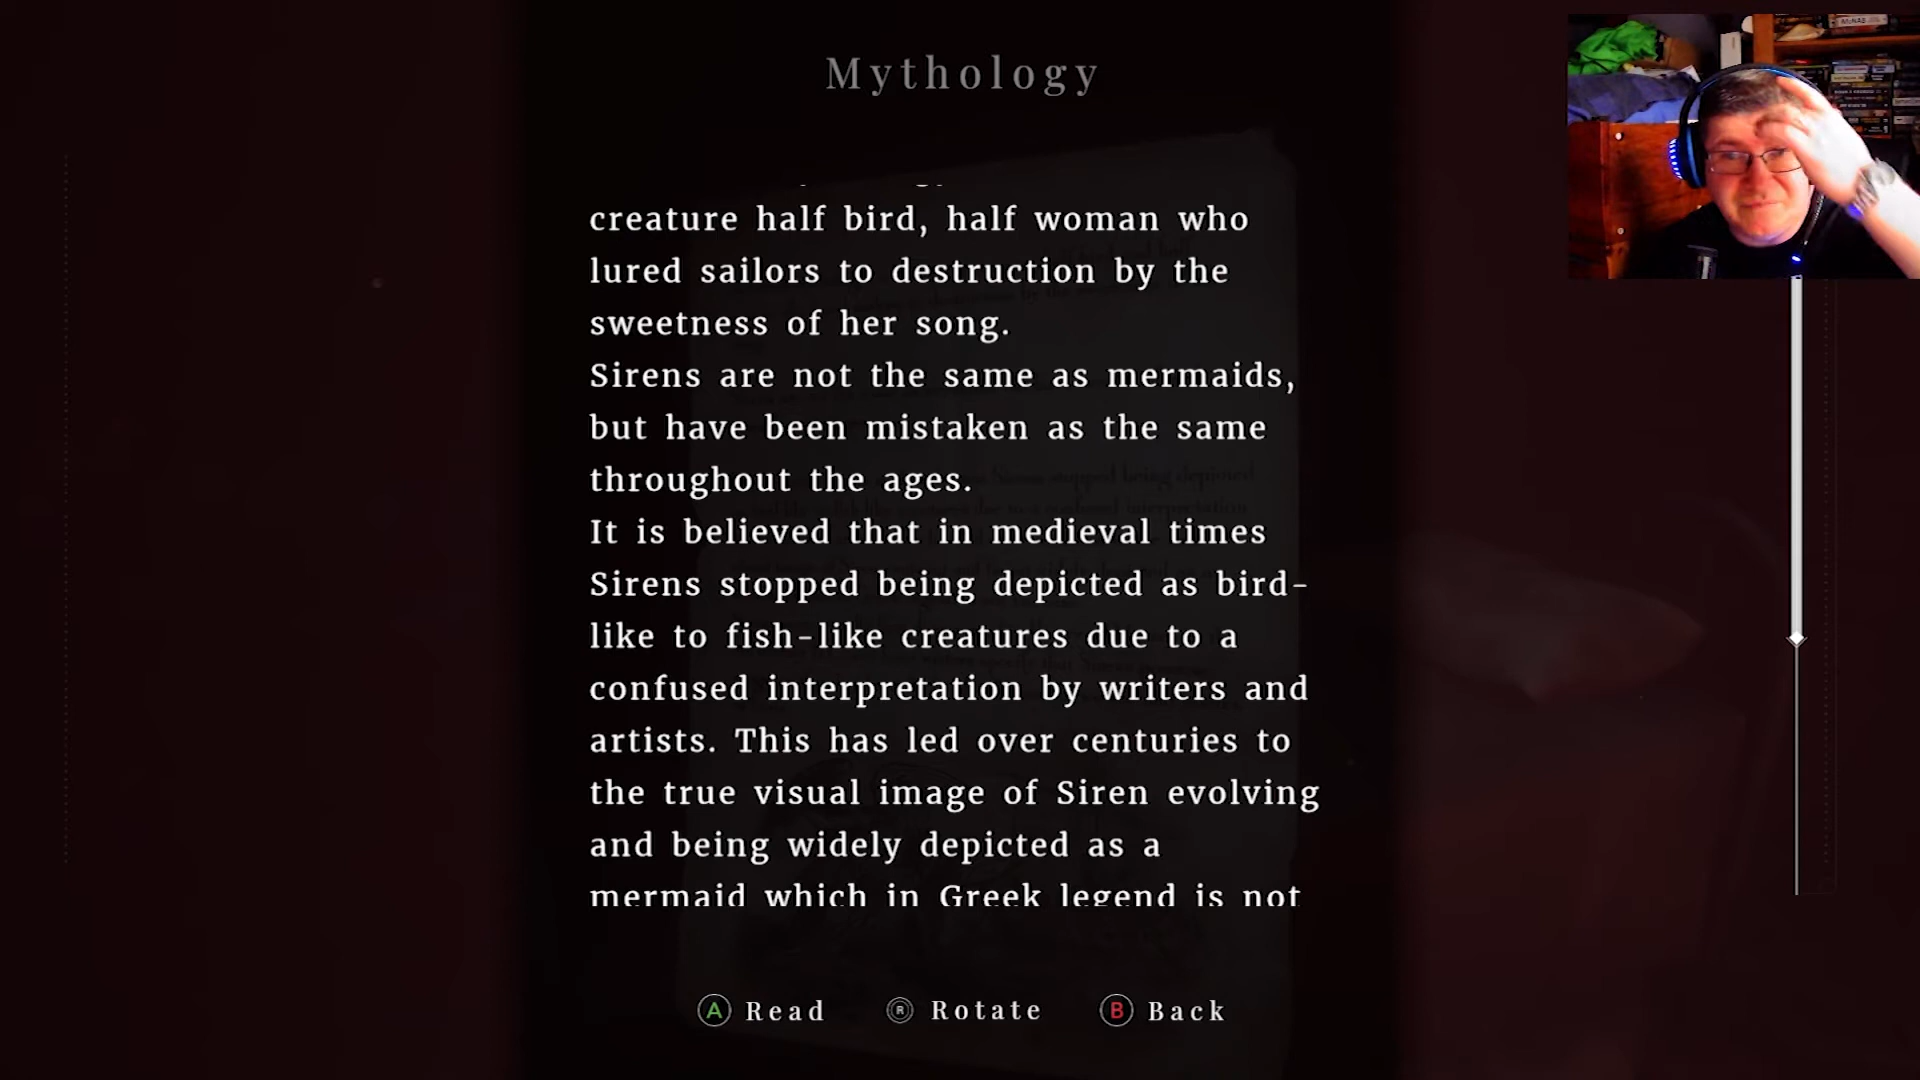 Mythology
creature half bird, half woman who
lured sailors to destruction by the
sweetness of her song.
Sirens are not the same as mermaids,
but have been mistaken as the same
throughout the ages.
It is believed that in medieval times
Sirens stopped being depicted as bird-
like to fish-like creatures due to a
confused interpretation by writers and
artists. This has led over centuries to
the true visual image of Siren evolving
and being widely depicted as a
mermaid which in Greek legend is not
A Read R Rotate B Back